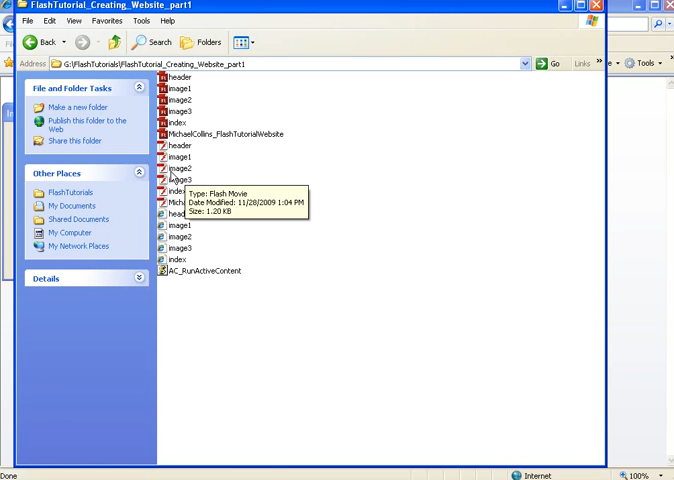 FlashTutorial_Creating_Website_part1
File Edit View Favorites Tools Help
Back Search Folders
Address G:\FlashTutorials\FlashTutorial_Creating_Website_part1 Go Links »
Tools
File and Folder Tasks
Make a new folder
Publish this folder to the
Web
Share this folder
Other Places
FlashTutorials
My Documents
Shared Documents
My Computer
My Network Places
Details
header
image1
image2
image3
index
MichaelCollins_FlashTutorialWebsite
header
image1
image2
image3
index
Type: Flash Movie
Date Modified: 11/28/2009 1:04 PM
Size: 1.20 KB
image1
image2
image3
index
AC_RunActiveContent
Done Internet 100%